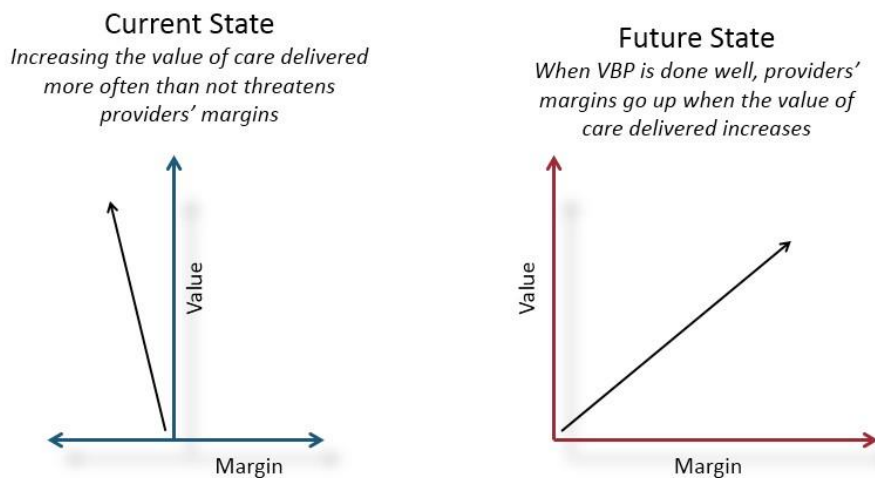 Current State
Increasing the value of care delivered
more often than not threatens
providers’ margins
Value
Margin
Future State
When VBP is done well, providers’
margins go up when the value of
care delivered increases
Value
Margin